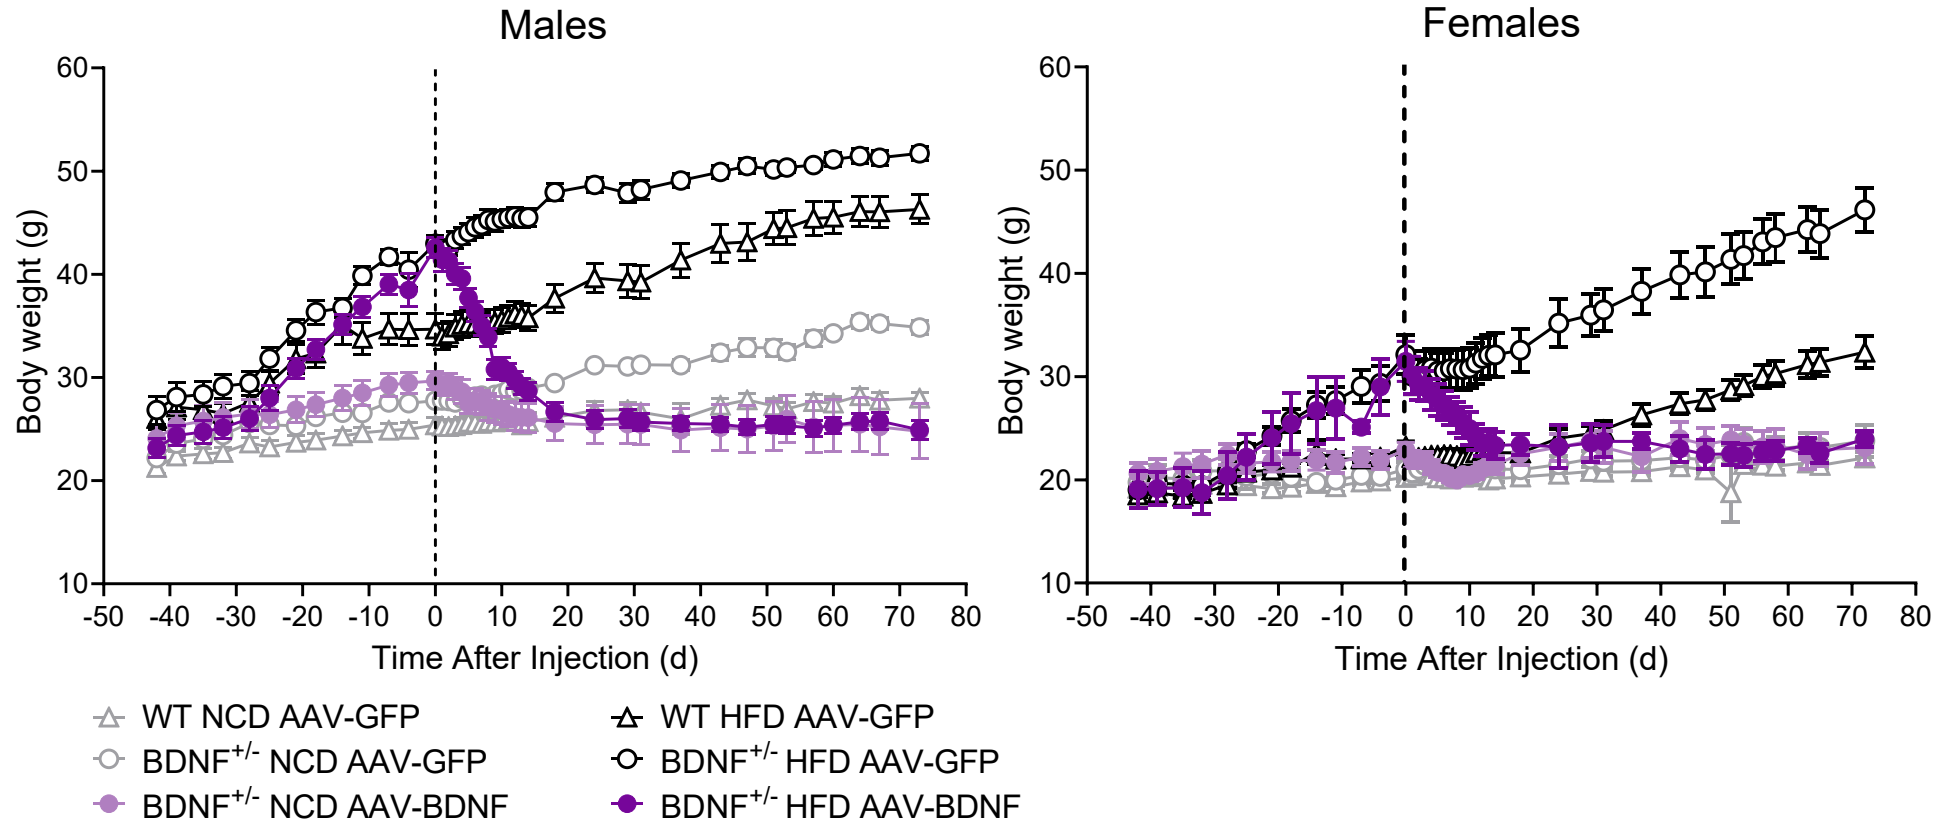 Males
Females
60
50
40
30
20
10
Body weight (g)
-50 -40 -30 -20 -10 0 10 20 30 40 50 60 70 80
Time After Injection (d)
60
50
40
30
20
10
Body weight (g)
-50 -40 -30 -20 -10 0 10 20 30 40 50 60 70 80
Time After Injection (d)
WT NCD AAV-GFP
BDNF+/- NCD AAV-GFP
BDNF+/- NCD AAV-BDNF
WT HFD AAV-GFP
BDNF+/- HFD AAV-GFP
BDNF+/- HFD AAV-BDNF